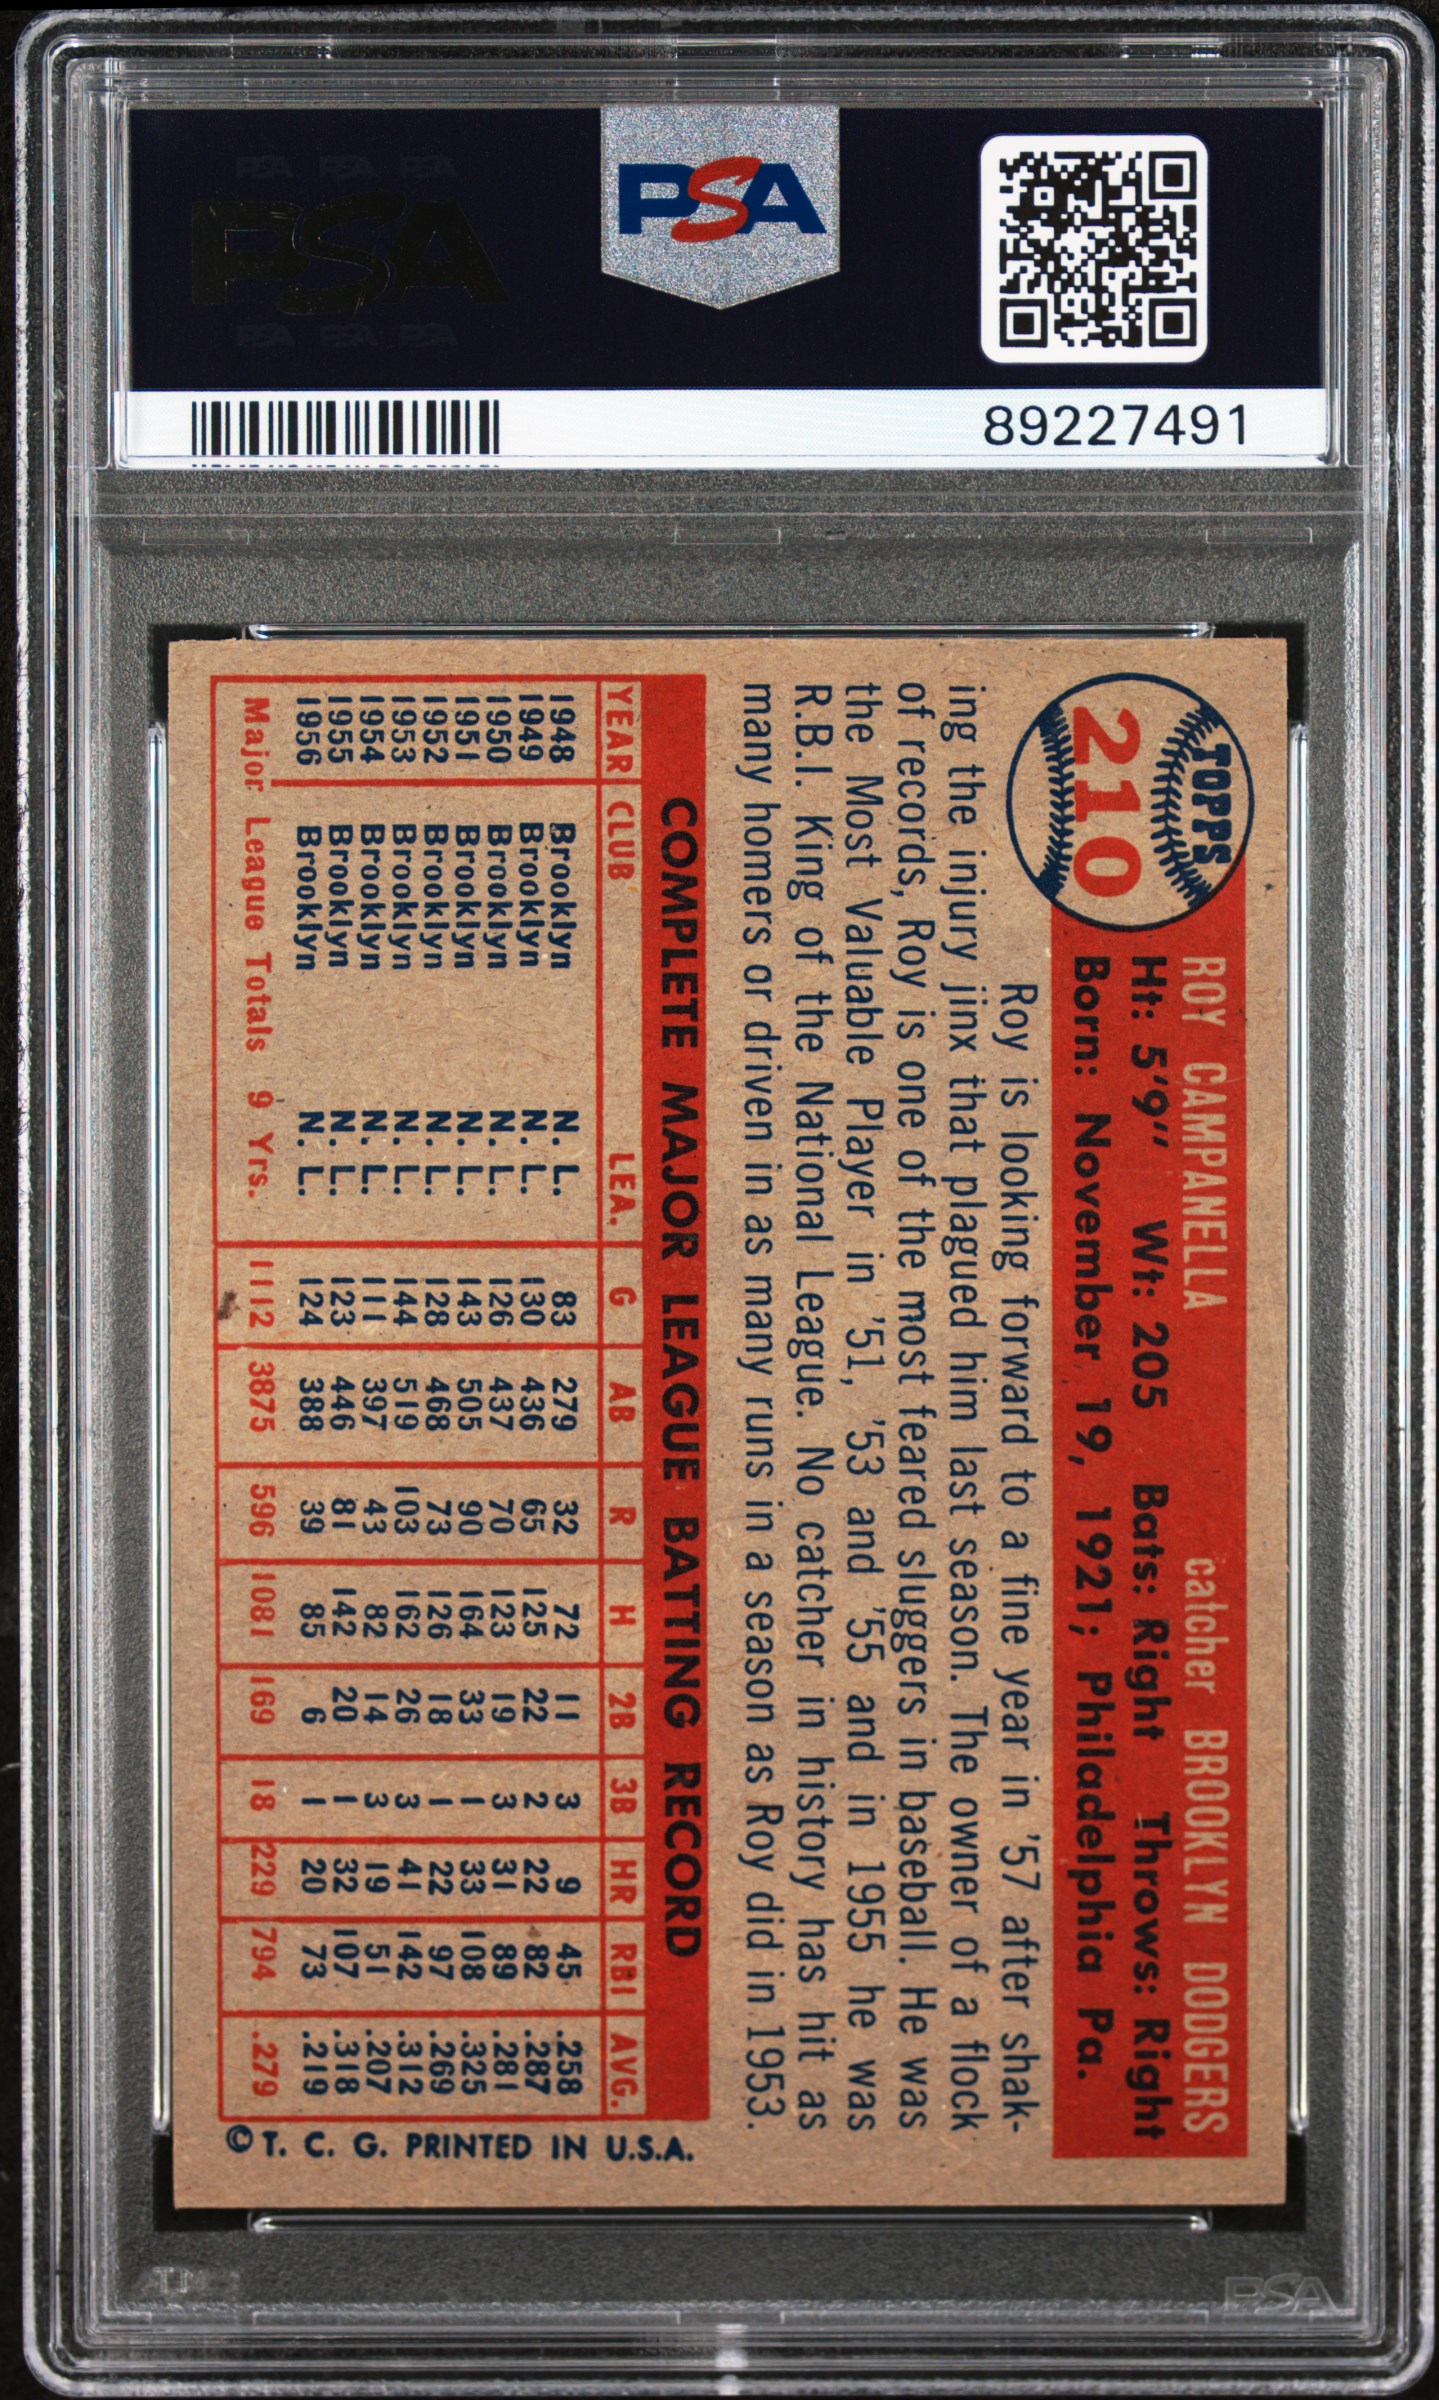 PSA PSA PSA
PSA
PSA PSA PSA
PSA
89227491
TOPPS
210
ROY CAMPANELLA catcher BROOKLYN DODGERS
Ht: 5'9" Wt: 205 Bats: Right Throws: Right
Born: November 19, 1921; Philadelphia Pa.
Roy is looking forward to a fine year in '57 after shak-
ing the injury jinx that plagued him last season. The owner of a flock
of records, Roy is one of the most feared sluggers in baseball. He was
the Most Valuable Player in '51, '53 and '55 and in 1955 he was
R.B.I. King of the National League. No catcher in history has hit as
many homers or driven in as many runs in a season as Roy did in 1953.
COMPLETE MAJOR LEAGUE BATTING RECORD
YEAR CLUB LEA. G AB R H 2B 3B HR RBI AVG.
1948 Brooklyn N. L. 83 279 32 72 11 3 9 45 .258
1949 Brooklyn N. L. 130 436 65 125 22 2 22 82 .287
1950 Brooklyn N. L. 126 437 70 123 19 3 31 89 .281
1951 Brooklyn N. L. 143 505 90 164 33 1 33 108 .325
1952 Brooklyn N. L. 128 468 73 126 18 1 22 97 .269
1953 Brooklyn N. L. 144 519 103 162 26 3 41 142 .312
1954 Brooklyn N. L. 111 397 43 82 14 3 19 51 .207
1955 Brooklyn N. L. 123 446 81 142 20 1 32 107 .318
1956 Brooklyn N. L. 124 388 39 85 6 1 20 73 .219
Major League Totals 9 Yrs. 1112 3875 596 1081 169 18 229 794 .279
© T. C. G. PRINTED IN U.S.A.
PSA